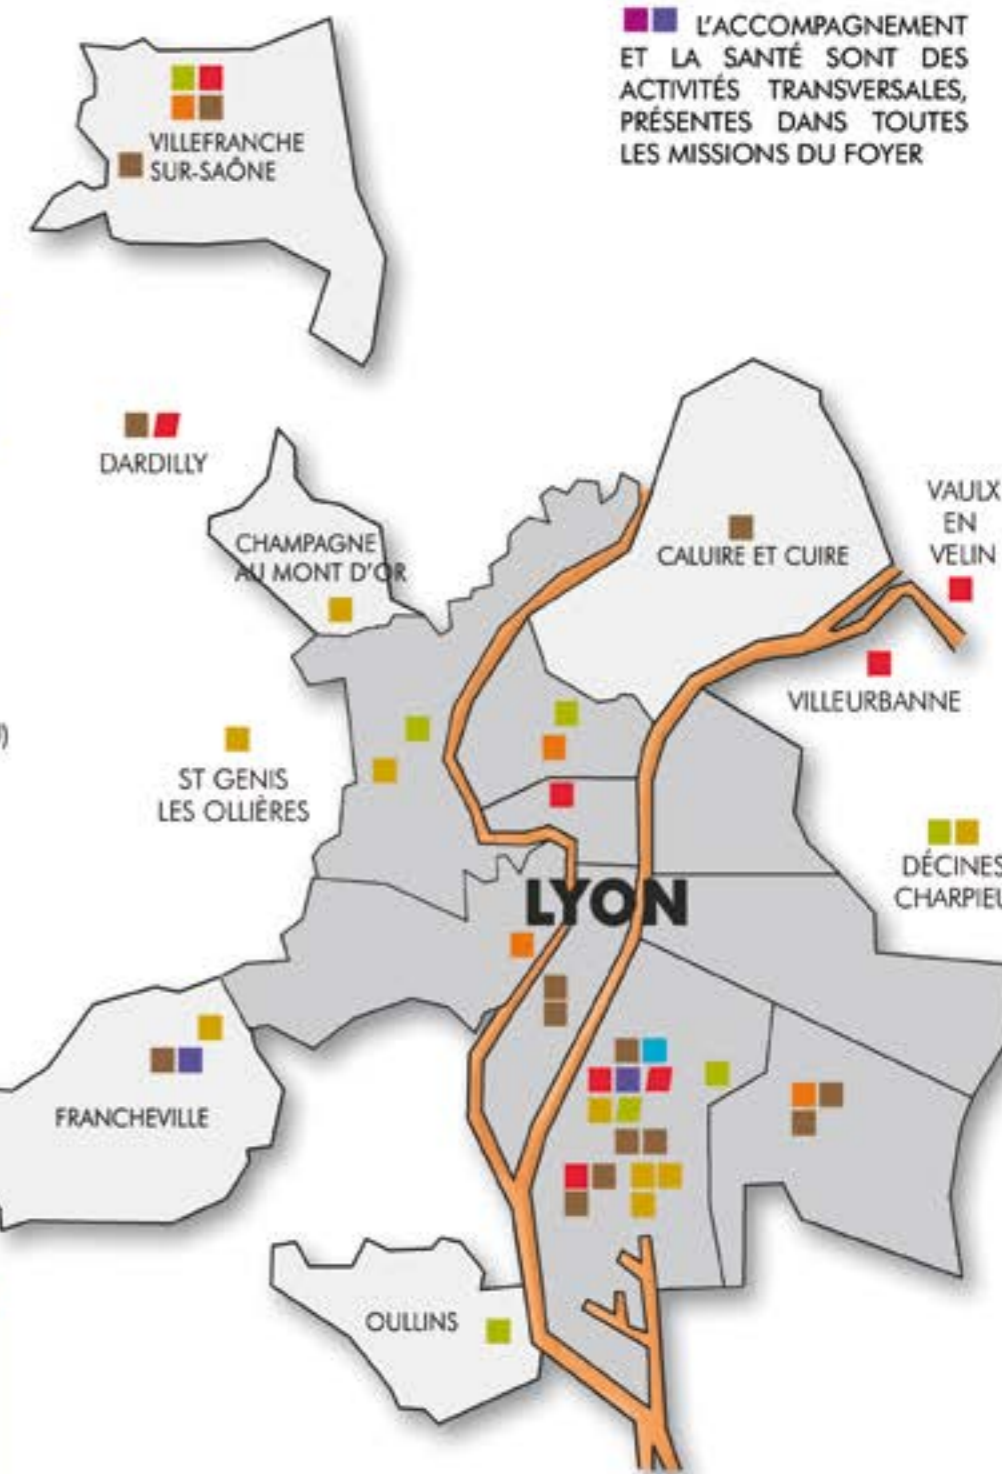 L'ACCOMPAGNEMENT
ET LA SANTÉ SONT DES
ACTIVITÉS TRANSVERSALES,
PRÉSENTES DANS TOUTES
LES MISSIONS DU FOYER
VILLEFRANCHE
SUR-SAÔNE
DARDILLY
CHAMPAGNE
AU MONT D'OR
CALUIRE ET CUIRE
VAULX
EN
VELIN
VILLEURBANNE
ST GENIS
LES OLLIÈRES
DÉCINES
CHARPIEU
LYON
FRANCHEVILLE
OULLINS